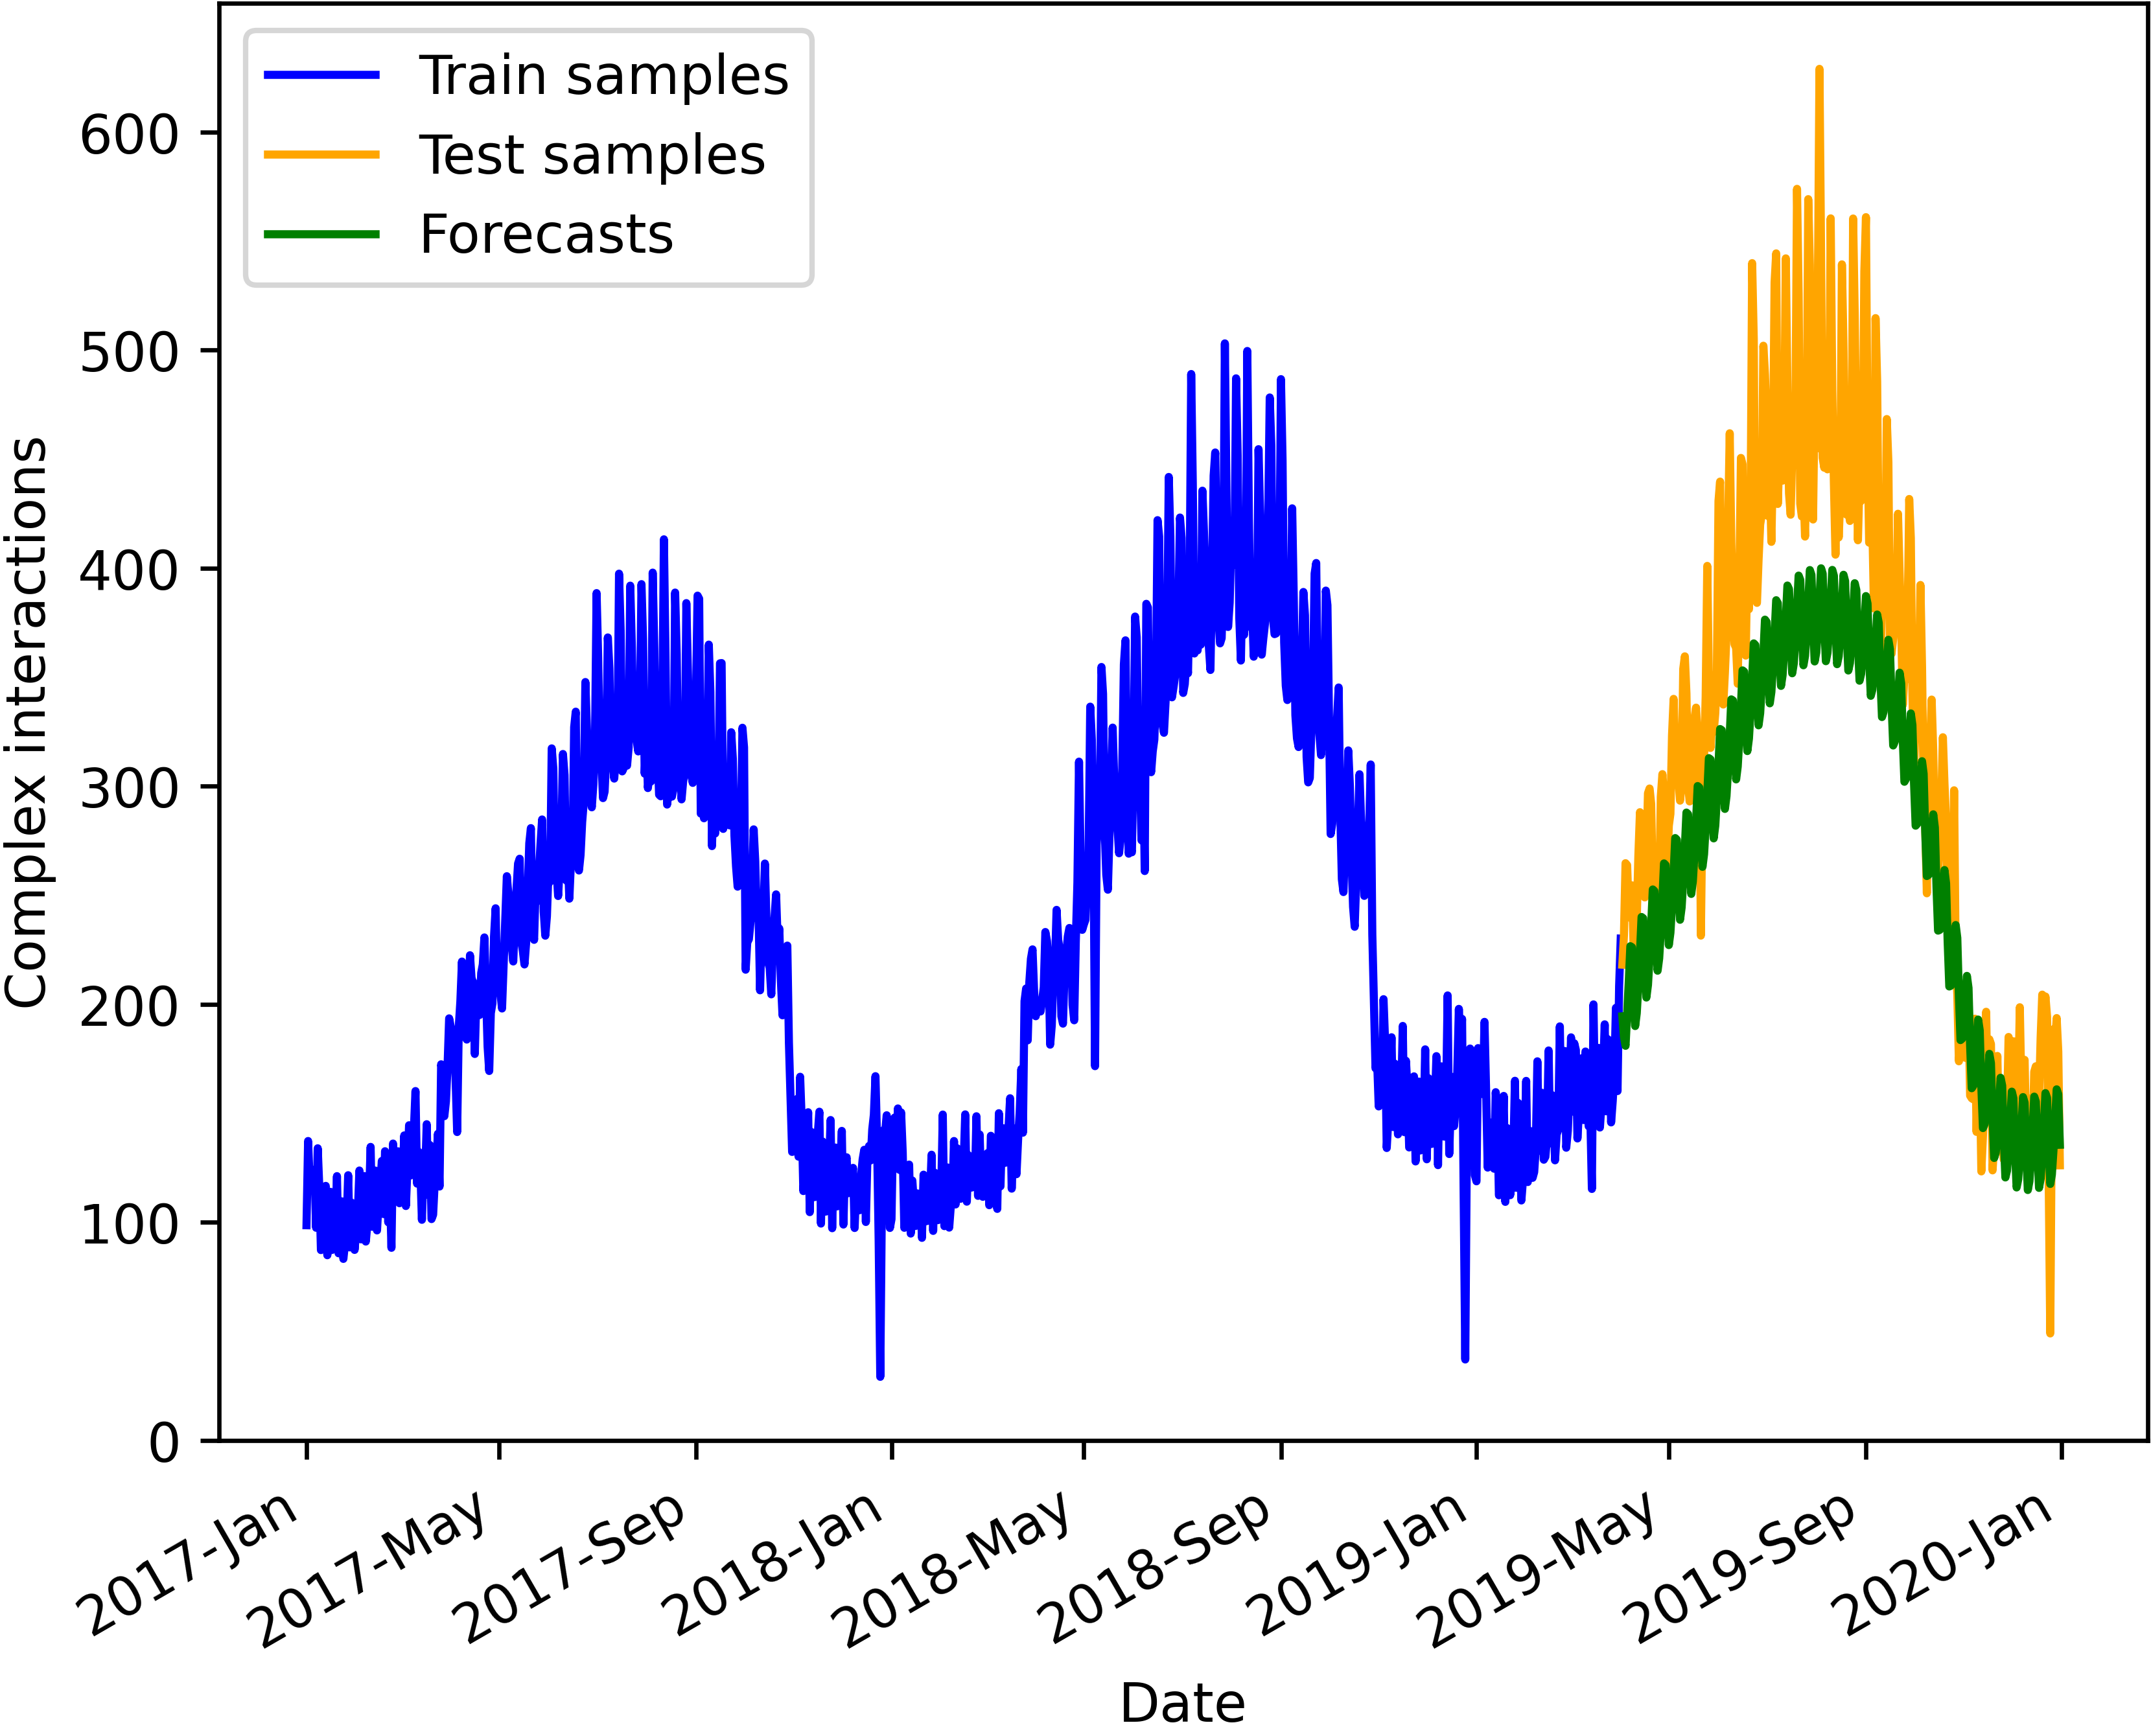 Train samples
Test samples
Forecasts
600
500
400
300
200
100
0
Complex interactions
2017-Jan
2017-May
2017-Sep
2018-Jan
2018-May
2018-Sep
2019-Jan
2019-May
2019-Sep
2020-Jan
Date